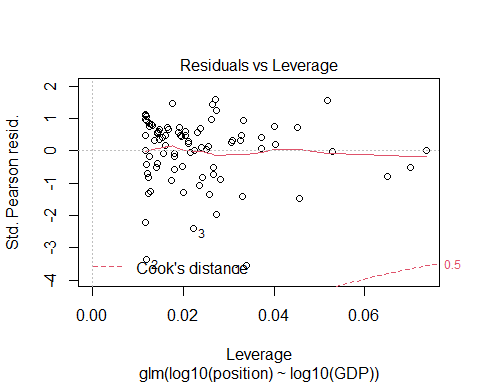 Residuals vs Leverage
Std. Pearson resid.
2
1
0
-1
-2
-3
-4
3
2
Cook's distance
0.5
0.00
0.02
0.04
0.06
Leverage
glm(log10(position) ~ log10(GDP))